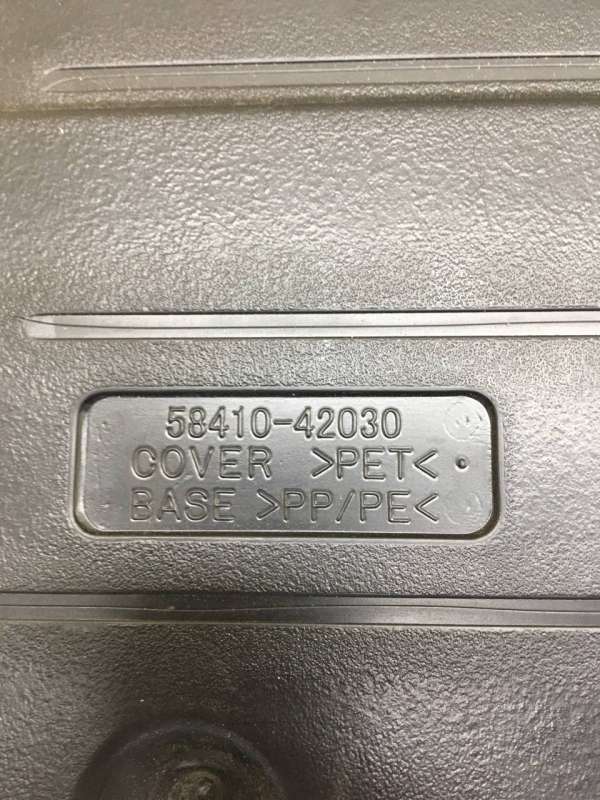 58410-42030
COVER >PET<
BASE >PP/PE<